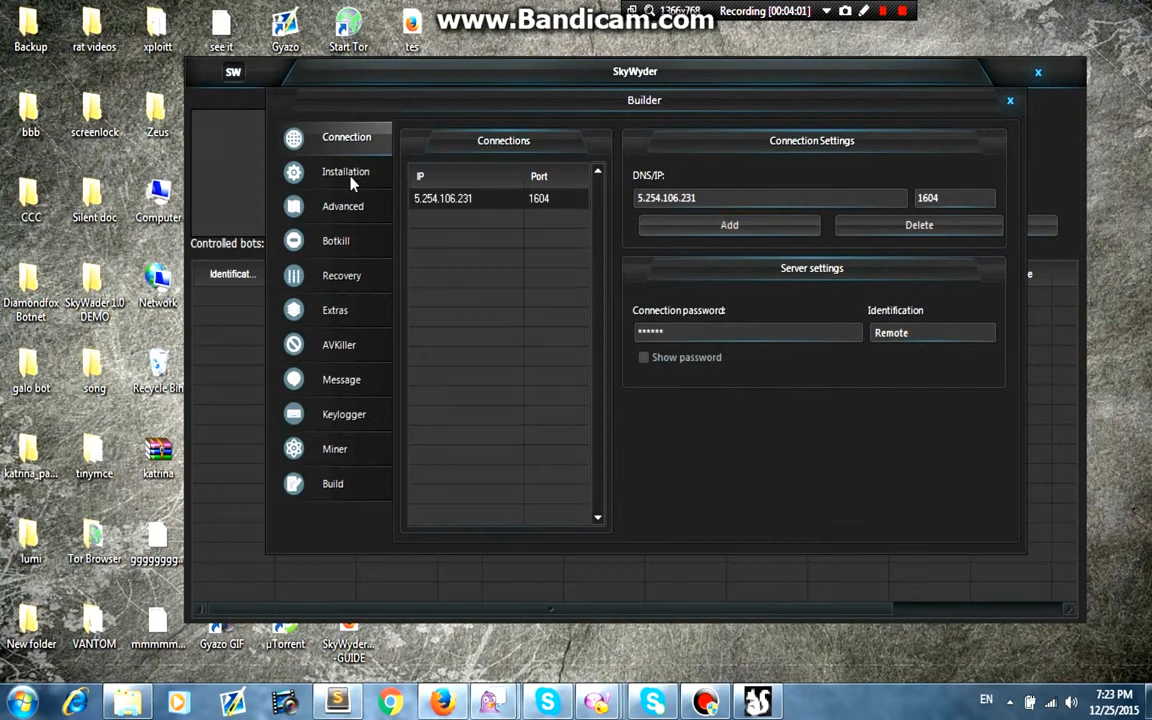 www.Bandicam.com
1366x768
Recording [00:04:01]
Backup
rat videos
xploitt
see it
Gyazo
Start Tor
tes
SW
SkyWyder
x
Builder
x
bbb
screenlock
Zeus
Connection
Installation
Advanced
Botkill
Recovery
Extras
AVKiller
Message
Keylogger
Miner
Build
Connections
IP
Port
5.254.106.231
1604
Connection Settings
DNS/IP:
5.254.106.231
1604
Add
Delete
Server settings
Connection password:
Identification
******
Remote
Show password
CCC
Silent doc
Computer
Controlled bots:
Identificat...
Diamondfox
Botnet
SkyWader1.0
DEMO
Network
galo bot
song
Recycle Bin
katrina_pa...
tinymce
katrina
lumi
Tor Browser
gggggggg...
New folder
VANTOM
mmmmm...
Gyazo GIF
µTorrent
SkyWyder...
-GUIDE
EN
7:23 PM
12/25/2015